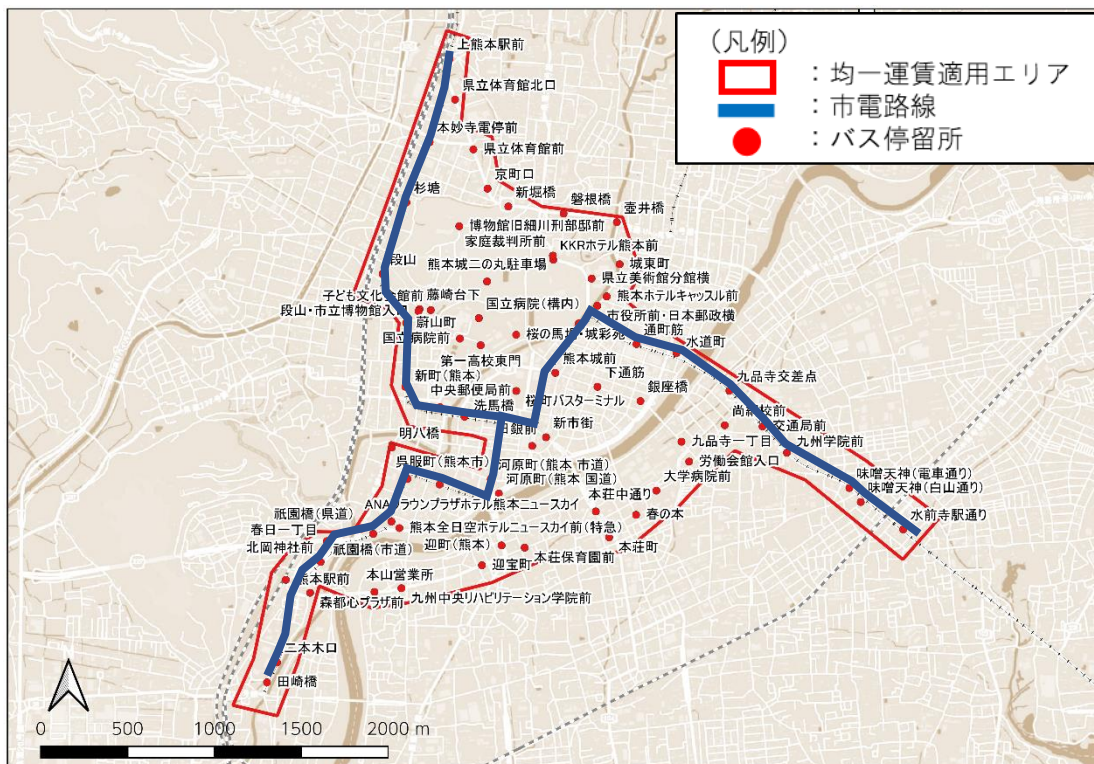 （凡例）
：均一運賃適用エリア
：市電路線
：バス停留所
上熊本駅前
県立体育館北口
本妙寺電停前
県立体育館前
京町口
杉塘
新堀橋
磐根橋
壷井橋
博物館旧細川刑部邸前
家庭裁判所前
KKRホテル熊本前
段山
熊本城二の丸駐車場
城東町
県立美術館分館横
子ども文化会館前
藤崎台下
熊本ホテルキャッスル前
段山・市立博物館入口
国立病院(構内)
蔚山町
市役所前・日本郵政横
国立病院前
桜の馬場・城彩苑
通町筋
水道町
第一高校東門
熊本城前
下通筋
新町(熊本)
中央郵便局前
銀座橋
九品寺交差点
桜町バスターミナル
洗馬橋
尚絅校前
新市街
交通局前
明八橋
日銀前
九品寺一丁目
九州学院前
呉服町(熊本市)
河原町(熊本 市道)
労働会館入口
河原町(熊本 国道)
大学病院前
味噌天神(電車通り)
味噌天神(白山通り)
ANAクラウンプラザホテル熊本ニュースカイ
本荘中通り
水前寺駅通り
祇園橋(県道)
春の本
春日一丁目
熊本全日空ホテルニュースカイ前(特急)
北岡神社前
祇園橋(市道)
迎町(熊本)
本荘町
本荘保育園前
迎宝町
熊本駅前
本山営業所
森都心プラザ前
九州中央リハビリテーション学院前
二本木口
田崎橋
0 500 1000 1500 2000 m